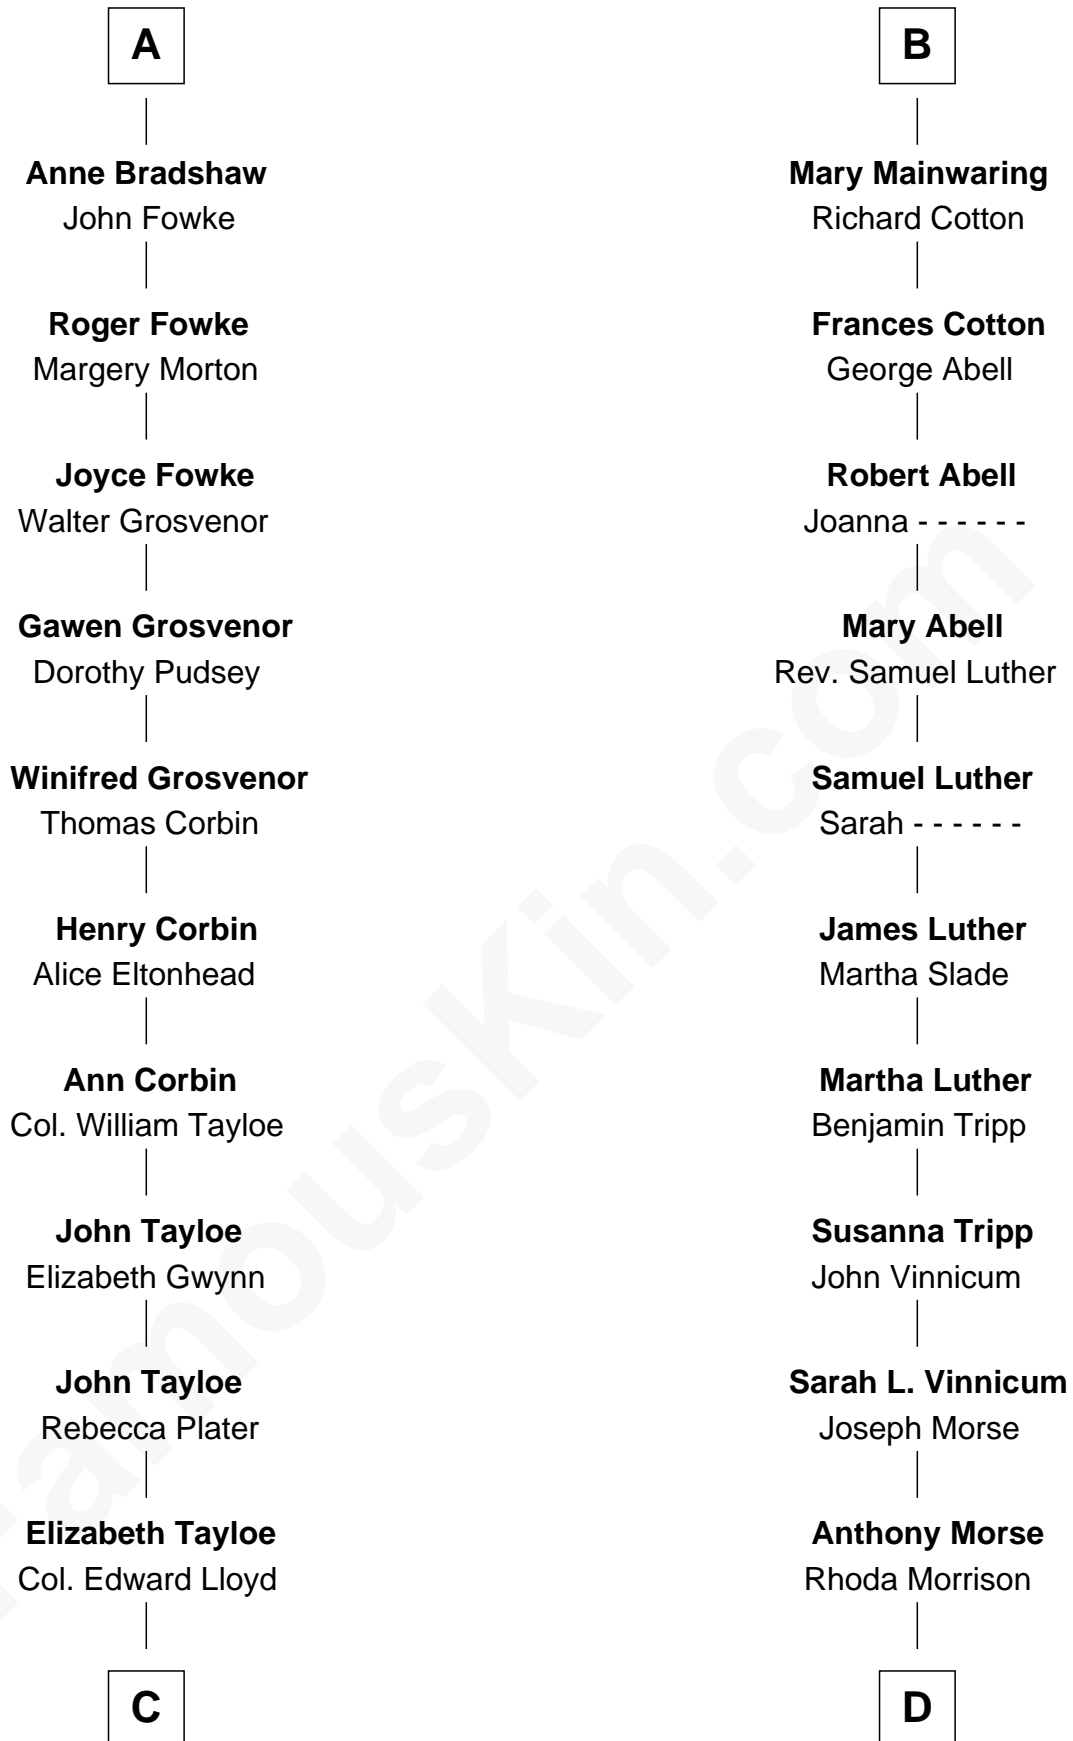 A
Anne Bradshaw
John Fowke
Roger Fowke
Margery Morton
Joyce Fowke
Walter Grosvenor
Gawen Grosvenor
Dorothy Pudsey
Winifred Grosvenor
Thomas Corbin
Henry Corbin
Alice Eltonhead
Ann Corbin
Col. William Tayloe
John Tayloe
Elizabeth Gwynn
John Tayloe
Rebecca Plater
Elizabeth Tayloe
Col. Edward Lloyd
C
B
Mary Mainwaring
Richard Cotton
Frances Cotton
George Abell
Robert Abell
Joanna - - - - - -
Mary Abell
Rev. Samuel Luther
Samuel Luther
Sarah - - - - - -
James Luther
Martha Slade
Martha Luther
Benjamin Tripp
Susanna Tripp
John Vinnicum
Sarah L. Vinnicum
Joseph Morse
Anthony Morse
Rhoda Morrison
D
FamousKin.com